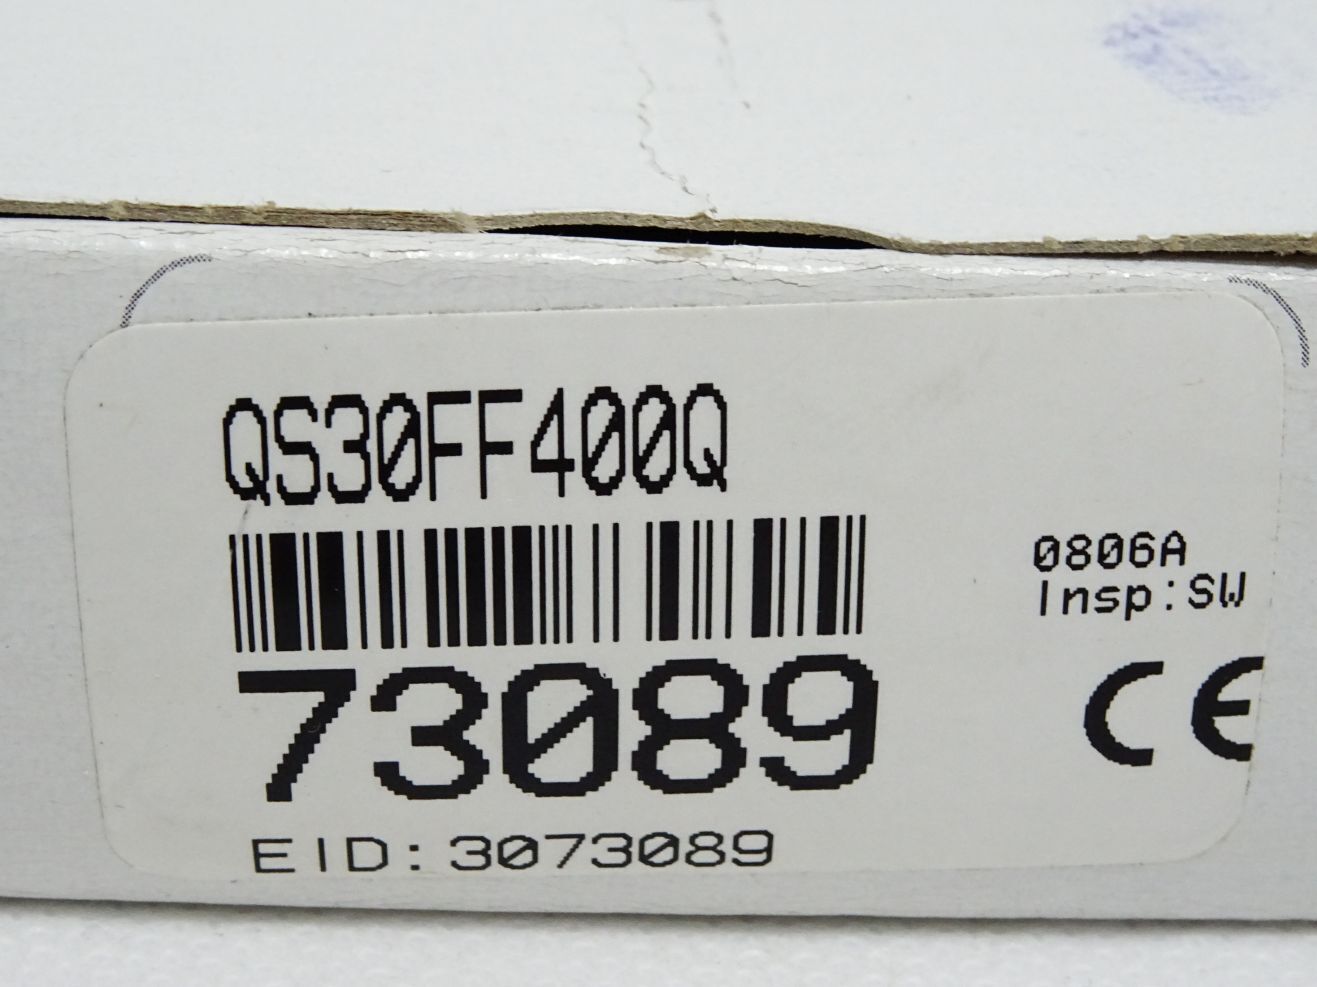 QS30FF400Q
0806A
Insp:SW
73089
CE
EID:3073089